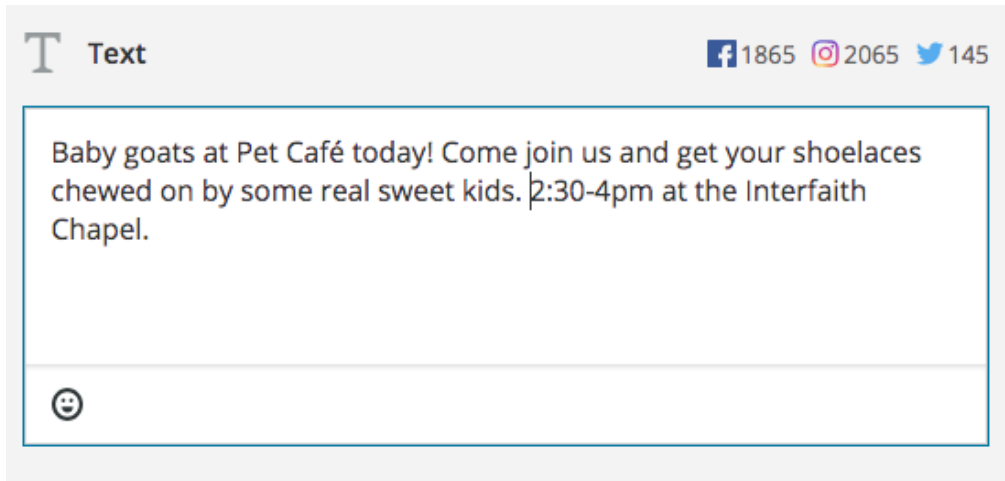 Text
1865 2065 145
Baby goats at Pet Café today! Come join us and get your shoelaces
chewed on by some real sweet kids. 2:30-4pm at the Interfaith
Chapel.